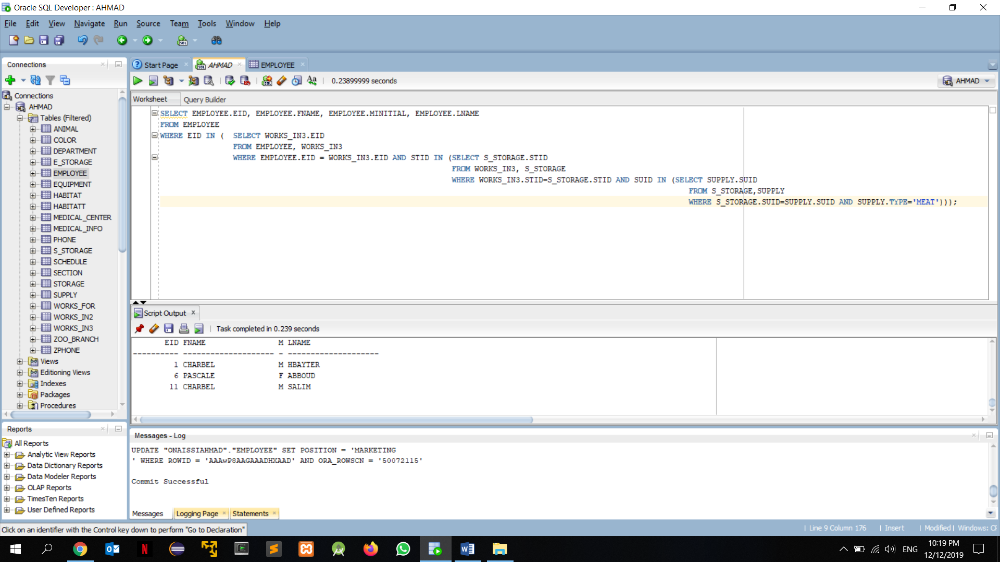 Oracle SQL Developer : AHMAD
File Edit View Navigate Run Source Team Tools Window Help
Connections
Start Page
AHMAD
EMPLOYEE
0.23899999 seconds
AHMAD
Worksheet
Query Builder
Connections
AHMAD
Tables (Filtered)
ANIMAL
COLOR
DEPARTMENT
E_STORAGE
EMPLOYEE
EQUIPMENT
HABITAT
HABITATT
MEDICAL_CENTER
MEDICAL_INFO
PHONE
S_STORAGE
SCHEDULE
SECTION
STORAGE
SUPPLY
WORKS_FOR
WORKS_IN2
WORKS_IN3
ZOO_BRANCH
ZPHONE
Views
Editioning Views
Indexes
Packages
Procedures
SELECT EMPLOYEE.EID, EMPLOYEE.FNAME, EMPLOYEE.MINITIAL, EMPLOYEE.LNAME
FROM EMPLOYEE
WHERE EID IN ( SELECT WORKS_IN3.EID
FROM EMPLOYEE, WORKS_IN3
WHERE EMPLOYEE.EID = WORKS_IN3.EID AND STID IN (SELECT S_STORAGE.STID
FROM WORKS_IN3, S_STORAGE
WHERE WORKS_IN3.STID=S_STORAGE.STID AND SUID IN (SELECT SUPPLY.SUID
FROM S_STORAGE,SUPPLY
WHERE S_STORAGE.SUID=SUPPLY.SUID AND SUPPLY.TYPE='MEAT')));
Script Output
Task completed in 0.239 seconds
EID FNAME M LNAME
---------- -------------------- - --------------------
1 CHARBEL M HBAYTER
6 PASCALE F ABBOUD
11 CHARBEL M SALIM
Reports
All Reports
Analytic View Reports
Data Dictionary Reports
Data Modeler Reports
OLAP Reports
TimesTen Reports
User Defined Reports
Messages - Log
UPDATE "ONAISSIAHMAD"."EMPLOYEE" SET POSITION = 'MARKETING
' WHERE ROWID = 'AAAwP8AAGAAADHXAAD' AND ORA_ROWSCN = '50072115'
Commit Successful
Messages
Logging Page
Statements
Click on an identifier with the Control key down to perform "Go to Declaration"
| Line 9 Column 176 | Insert | Modified | Windows: CR
ENG
10:19 PM
12/12/2019